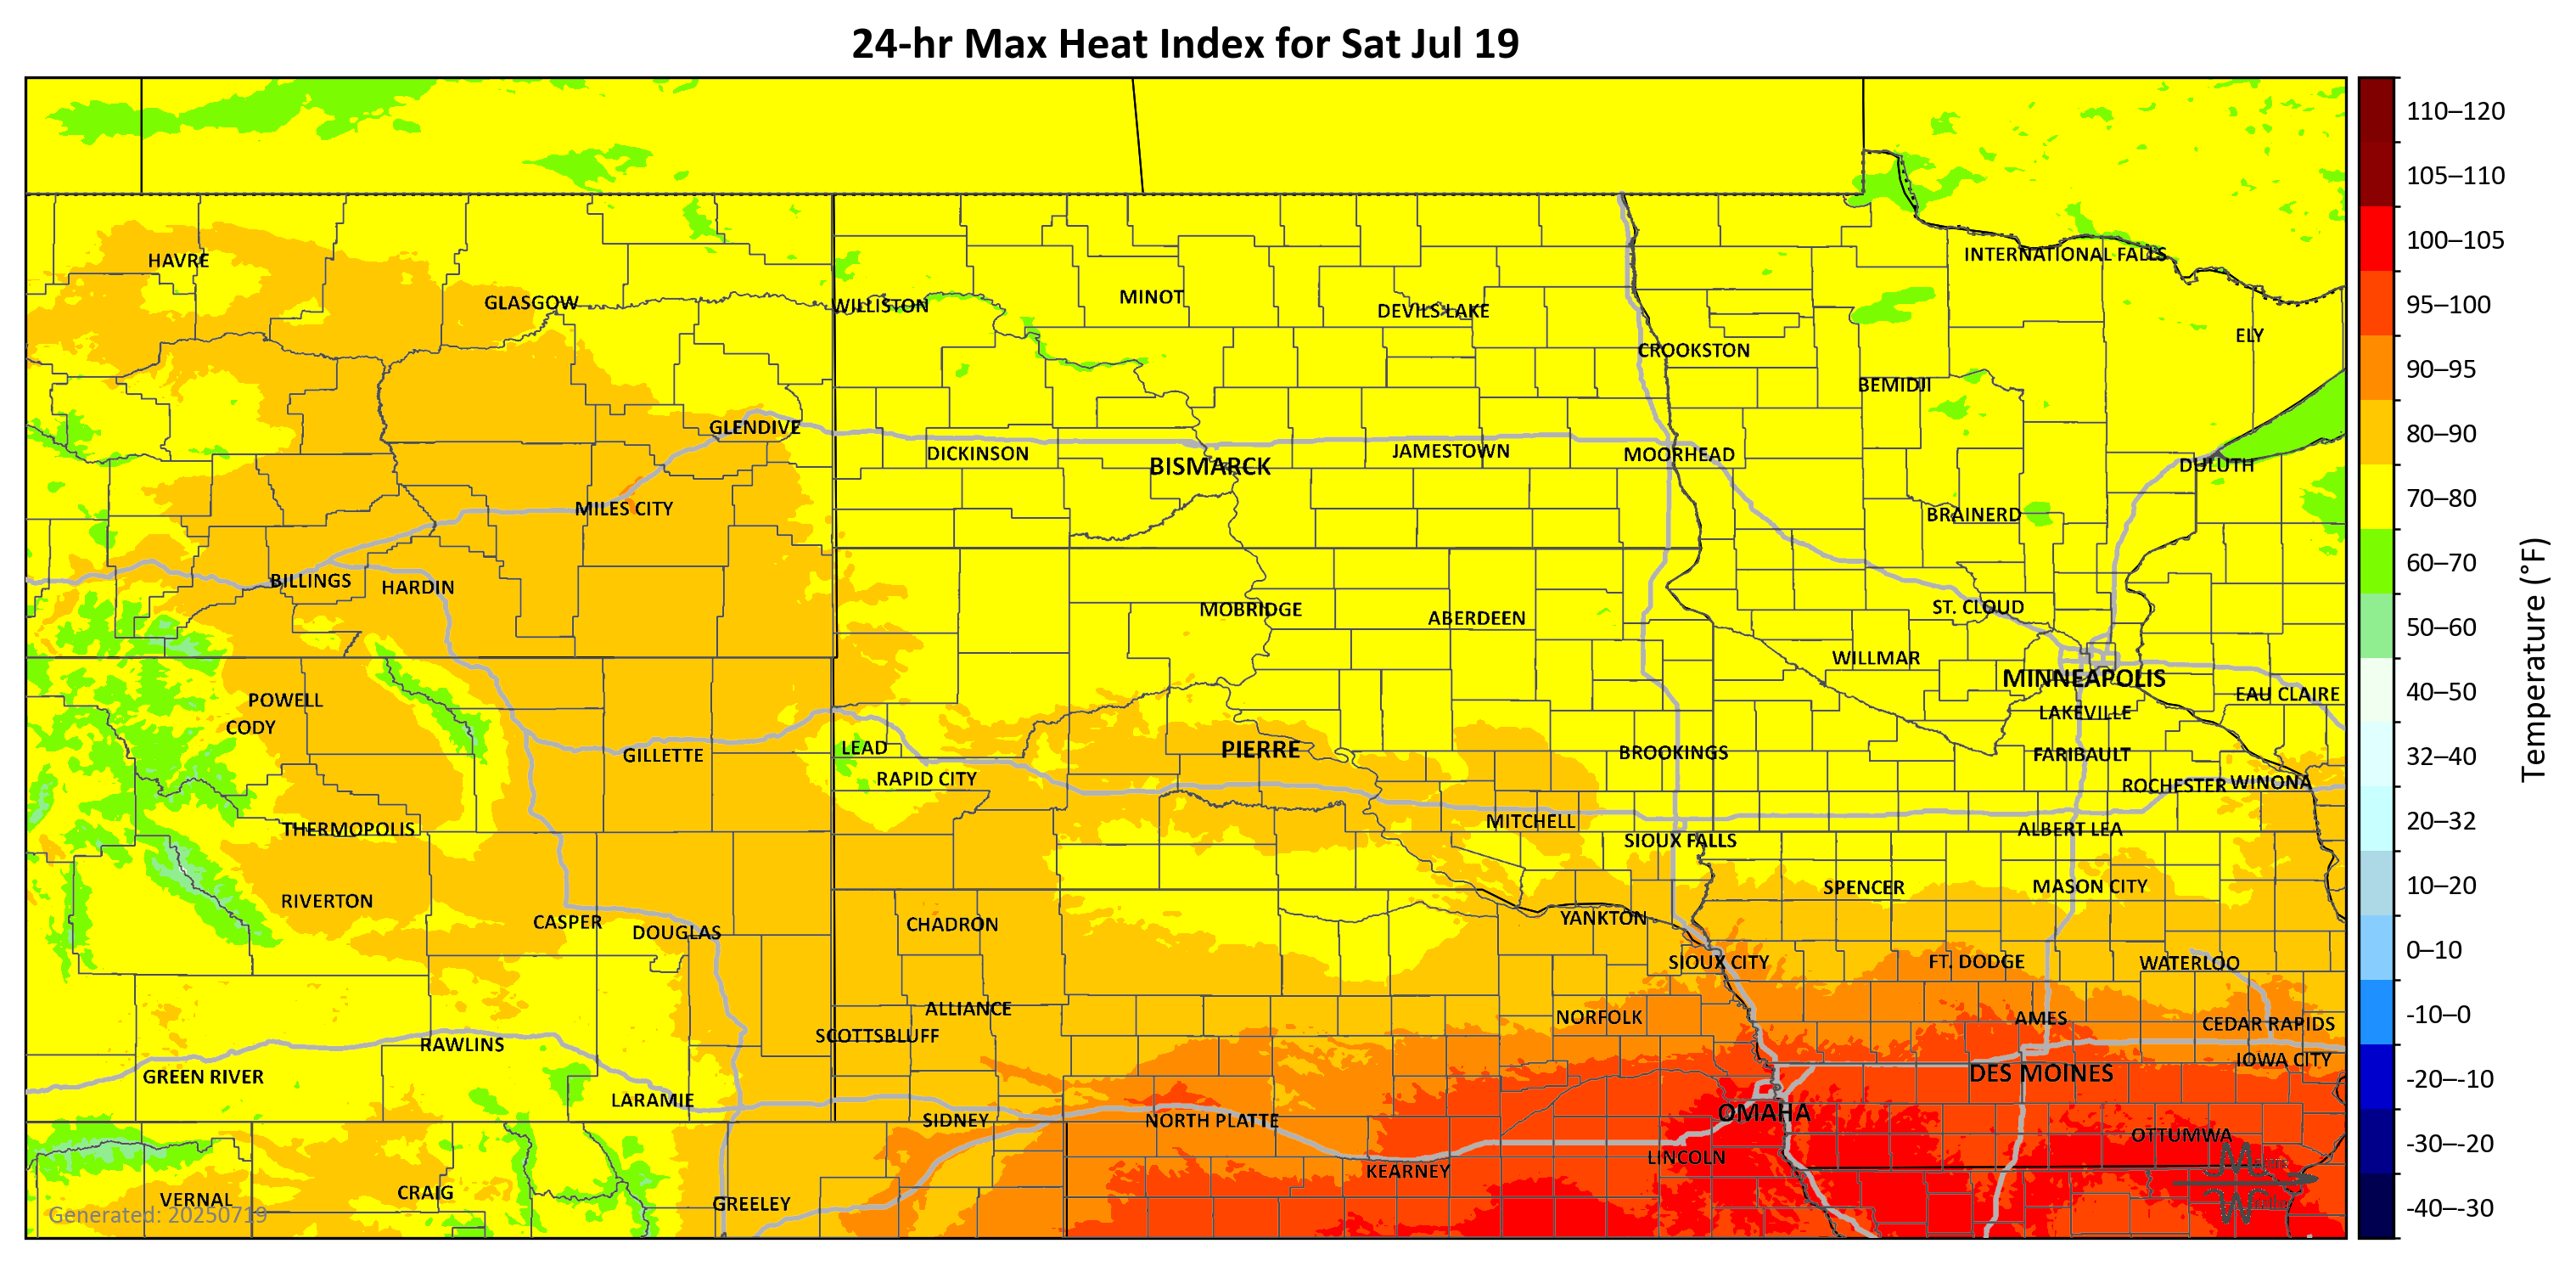 24-hr Max Heat Index for Sat Jul 19
110–120
105–110
100–105
95–100
90–95
80–90
70–80
60–70
50–60
40–50
32–40
20–32
10–20
0–10
-10–0
-20–-10
-30–-20
-40–-30
Temperature (°F)
INTERNATIONAL FALLS
HAVRE
GLASGOW
WILLISTON
MINOT
DEVILS LAKE
ELY
CROOKSTON
BEMIDJI
GLENDIVE
DICKINSON
BISMARCK
JAMESTOWN
MOORHEAD
DULUTH
MILES CITY
BRAINERD
BILLINGS
HARDIN
MOBRIDGE
ABERDEEN
ST. CLOUD
WILLMAR
MINNEAPOLIS
POWELL
EAU CLAIRE
CODY
LAKEVILLE
GILLETTE
LEAD
PIERRE
BROOKINGS
FARIBAULT
RAPID CITY
ROCHESTER
WINONA
THERMOPOLIS
MITCHELL
SIOUX FALLS
ALBERT LEA
RIVERTON
SPENCER
MASON CITY
CASPER
DOUGLAS
CHADRON
YANKTON
SIOUX CITY
FT. DODGE
WATERLOO
ALLIANCE
NORFOLK
AMES
CEDAR RAPIDS
RAWLINS
SCOTTSBLUFF
IOWA CITY
GREEN RIVER
DES MOINES
LARAMIE
SIDNEY
NORTH PLATTE
OMAHA
OTTUMWA
KEARNEY
LINCOLN
VERNAL
CRAIG
GREELEY
Generated: 20250719